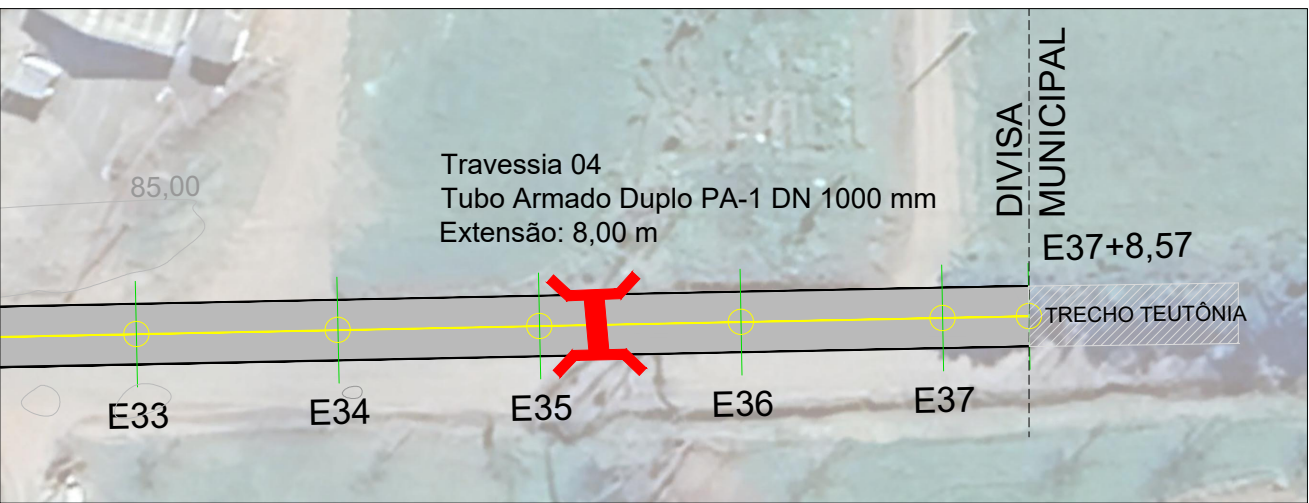 85,00
Travessia 04
Tubo Armado Duplo PA-1 DN 1000 mm
Extensão: 8,00 m
DIVISA
MUNICIPAL
E37+8,57
TRECHO TEUTÔNIA
E33
E34
E35
E36
E37